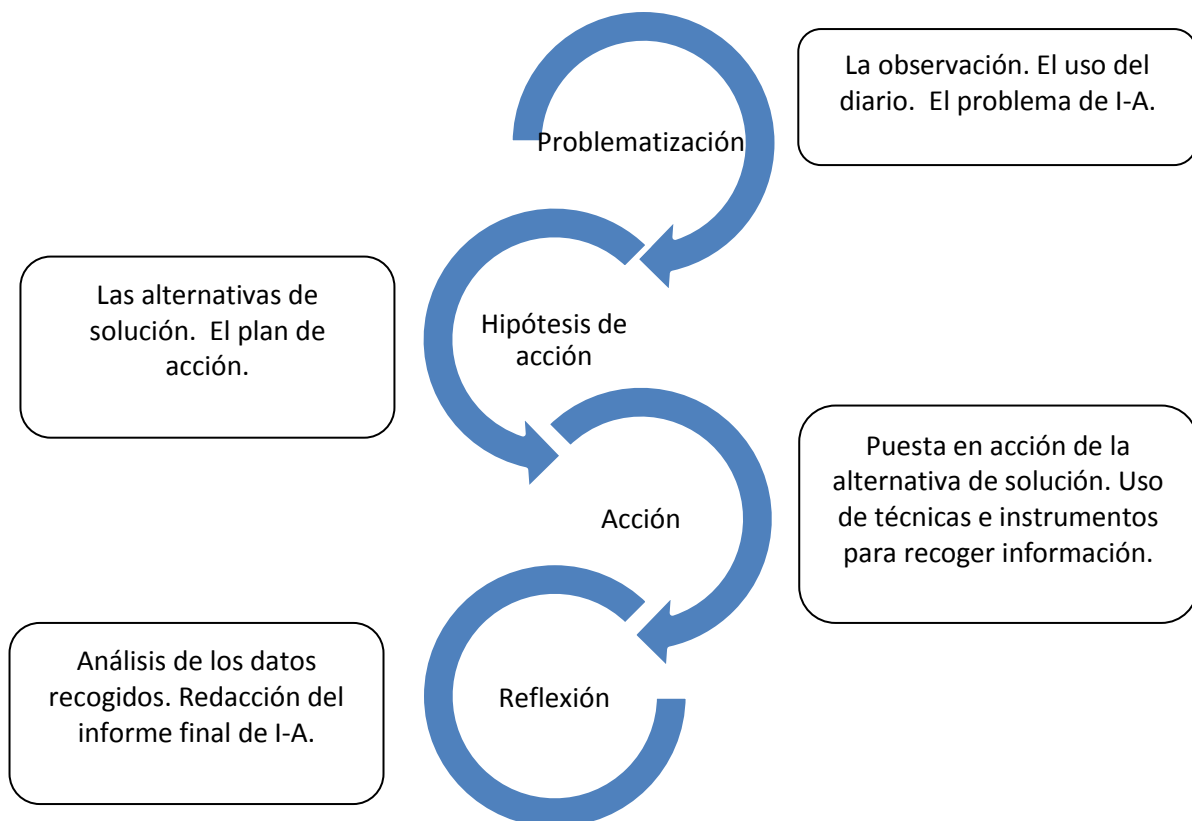 La observación. El uso del
diario. El problema de I-A.
Problematización
Las alternativas de
solución. El plan de
acción.
Hipótesis de
acción
Puesta en acción de la
alternativa de solución. Uso
de técnicas e instrumentos
para recoger información.
Acción
Análisis de los datos
recogidos. Redacción del
informe final de I-A.
Reflexión